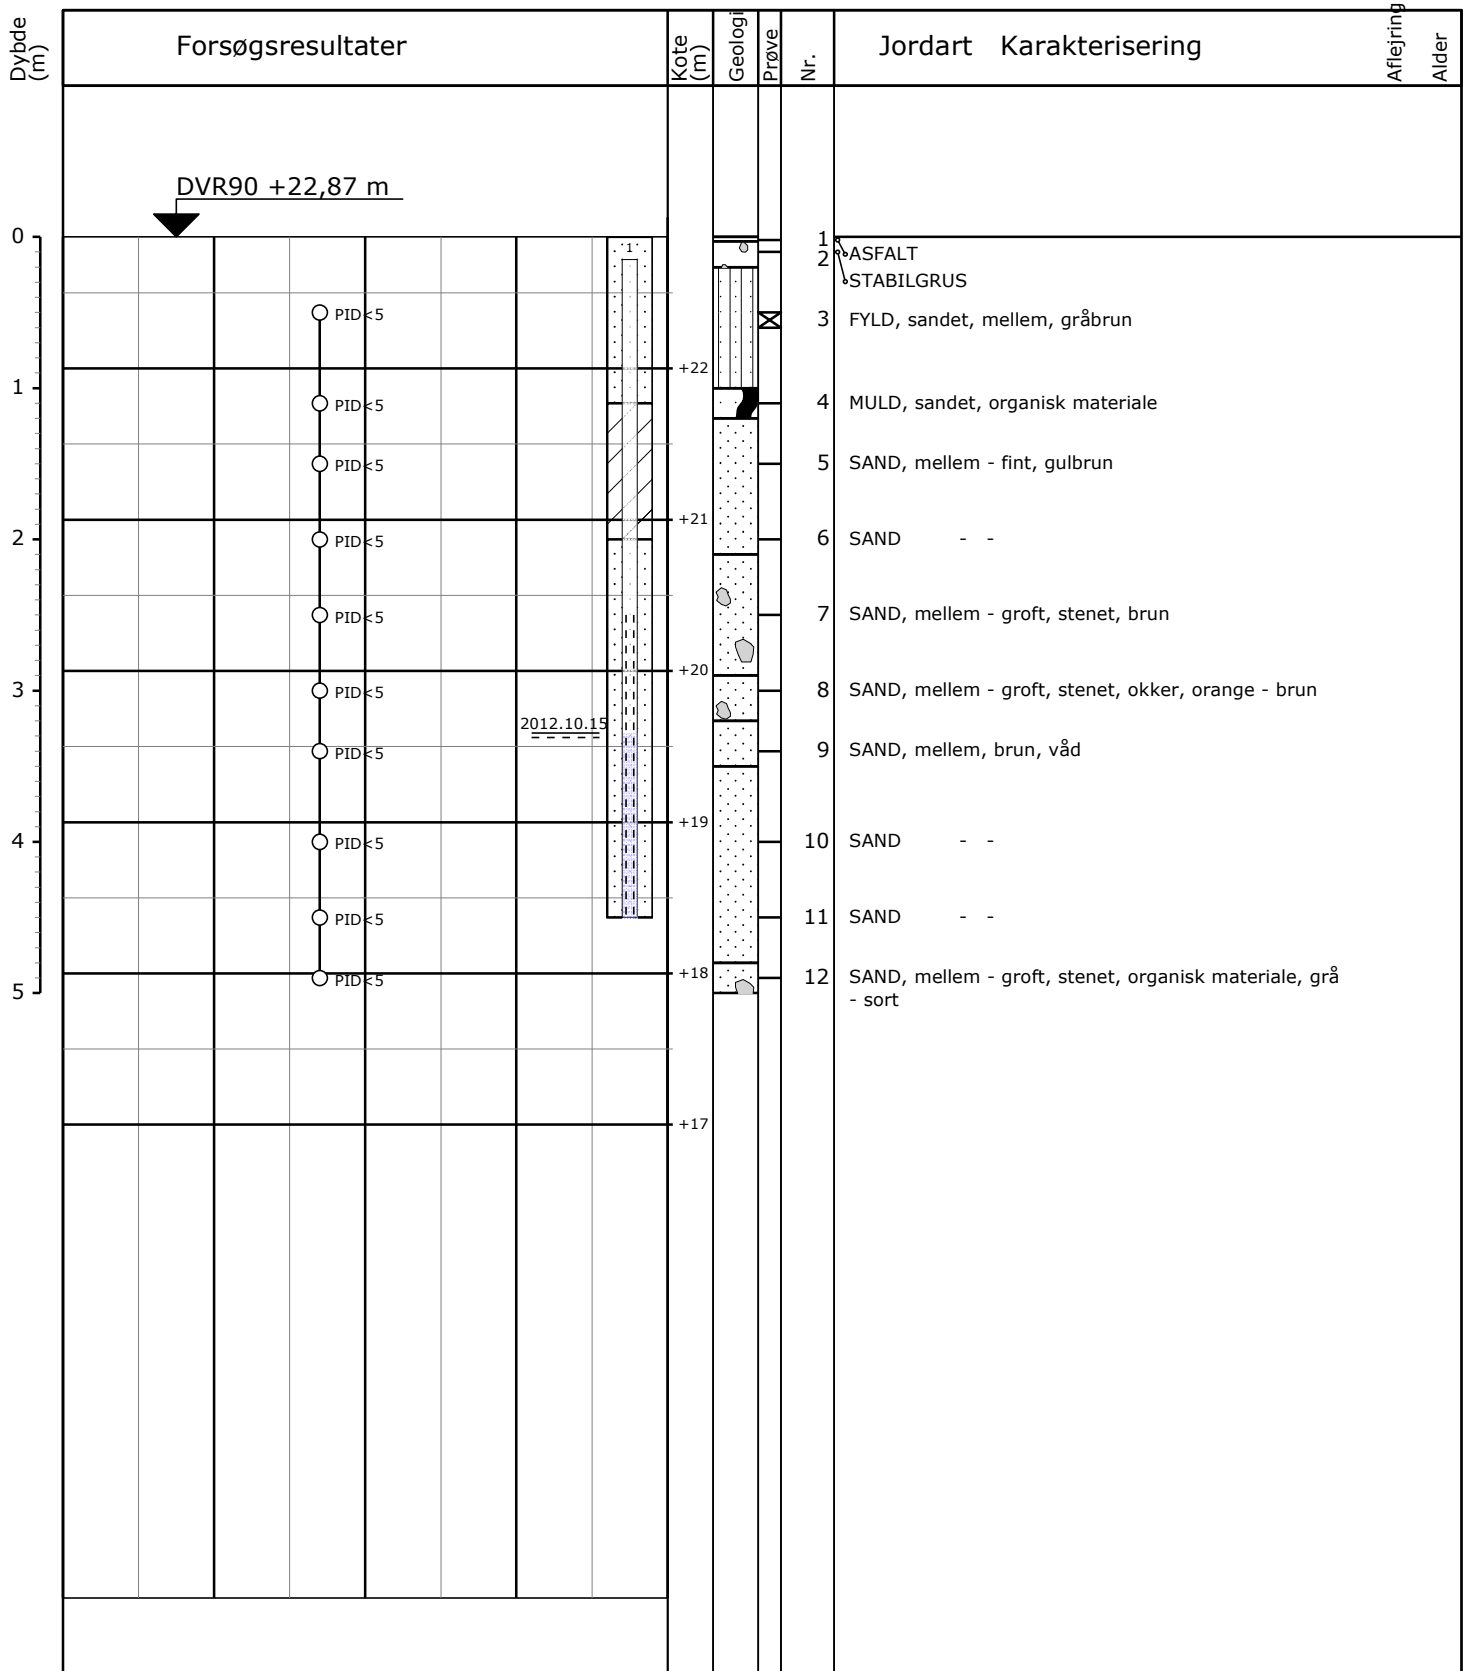 Dybde
(m)
Forsøgsresultater
Kote
(m)
Geologi
Prøve
Nr.
Jordart Karakterisering
Aflejring
Alder
DVR90 +22,87 m
0
1
1
ASFALT
2
STABILGRUS
PID<5
3
FYLD, sandet, mellem, gråbrun
+22
1
PID<5
4
MULD, sandet, organisk materiale
PID<5
5
SAND, mellem - fint, gulbrun
+21
2
PID<5
6
SAND - -
PID<5
7
SAND, mellem - groft, stenet, brun
+20
3
PID<5
8
SAND, mellem - groft, stenet, okker, orange - brun
2012.10.15
PID<5
9
SAND, mellem, brun, våd
+19
4
PID<5
10
SAND - -
PID<5
11
SAND - -
+18
PID<5
12
SAND, mellem - groft, stenet, organisk materiale, grå
- sort
5
+17